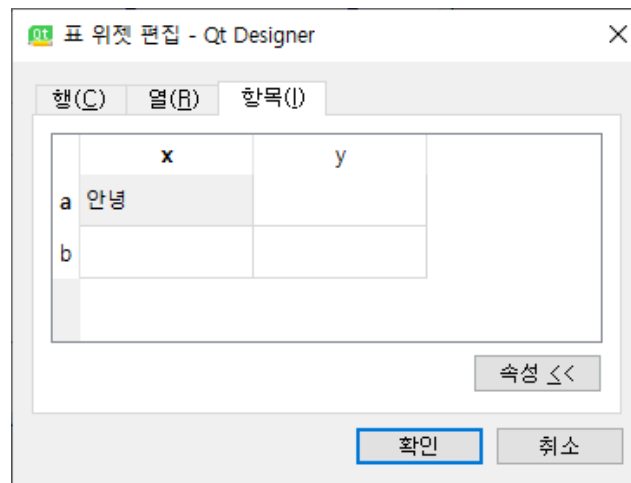 표 위젯 편집 - Qt Designer
행(C) 열(R) 항목(I)
x y
a 안녕
b
속성 <<
확인 취소